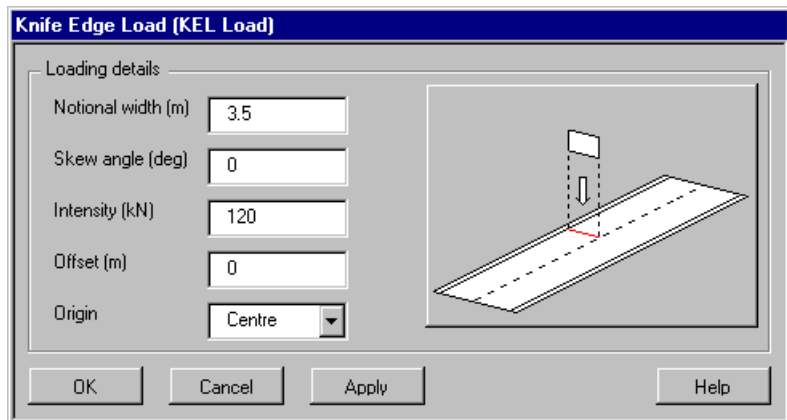 Knife Edge Load (KEL Load)
Loading details
Notional width (m) 3.5
Skew angle (deg) 0
Intensity (kN) 120
Offset (m) 0
Origin Centre
OK Cancel Apply Help